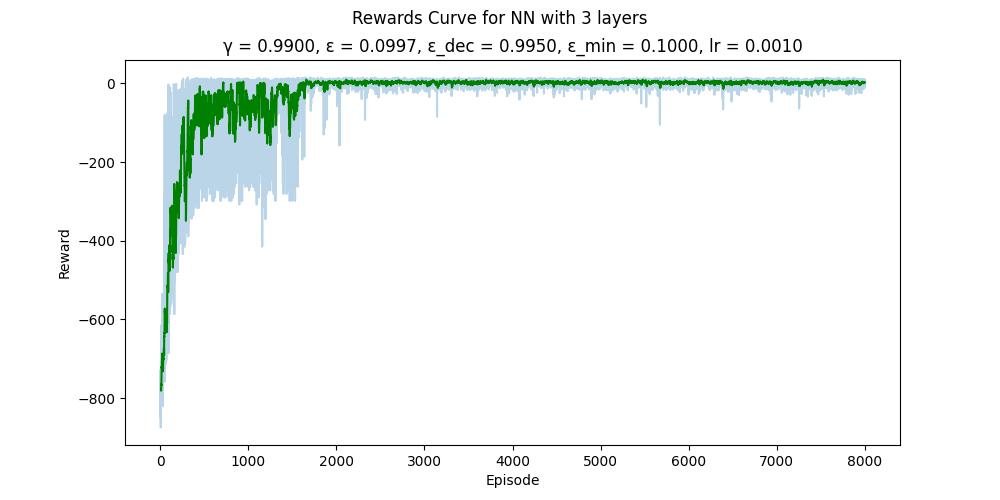 Rewards Curve for NN with 3 layers
γ = 0.9900, ε = 0.0997, ε_dec = 0.9950, ε_min = 0.1000, lr = 0.0010
0
−200
−400
−600
−800
Reward
0 1000 2000 3000 4000 5000 6000 7000 8000
Episode